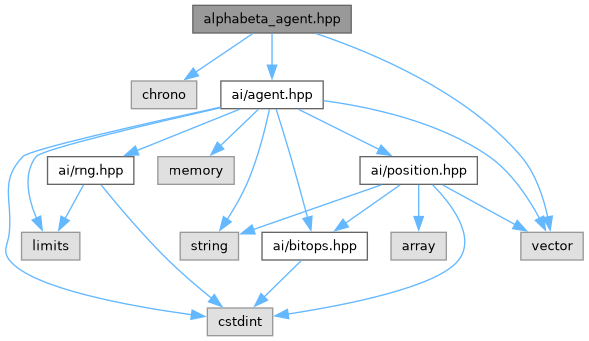 alphabeta_agent.hpp
chrono
ai/agent.hpp
ai/rng.hpp
memory
ai/position.hpp
limits
string
ai/bitops.hpp
array
vector
cstdint